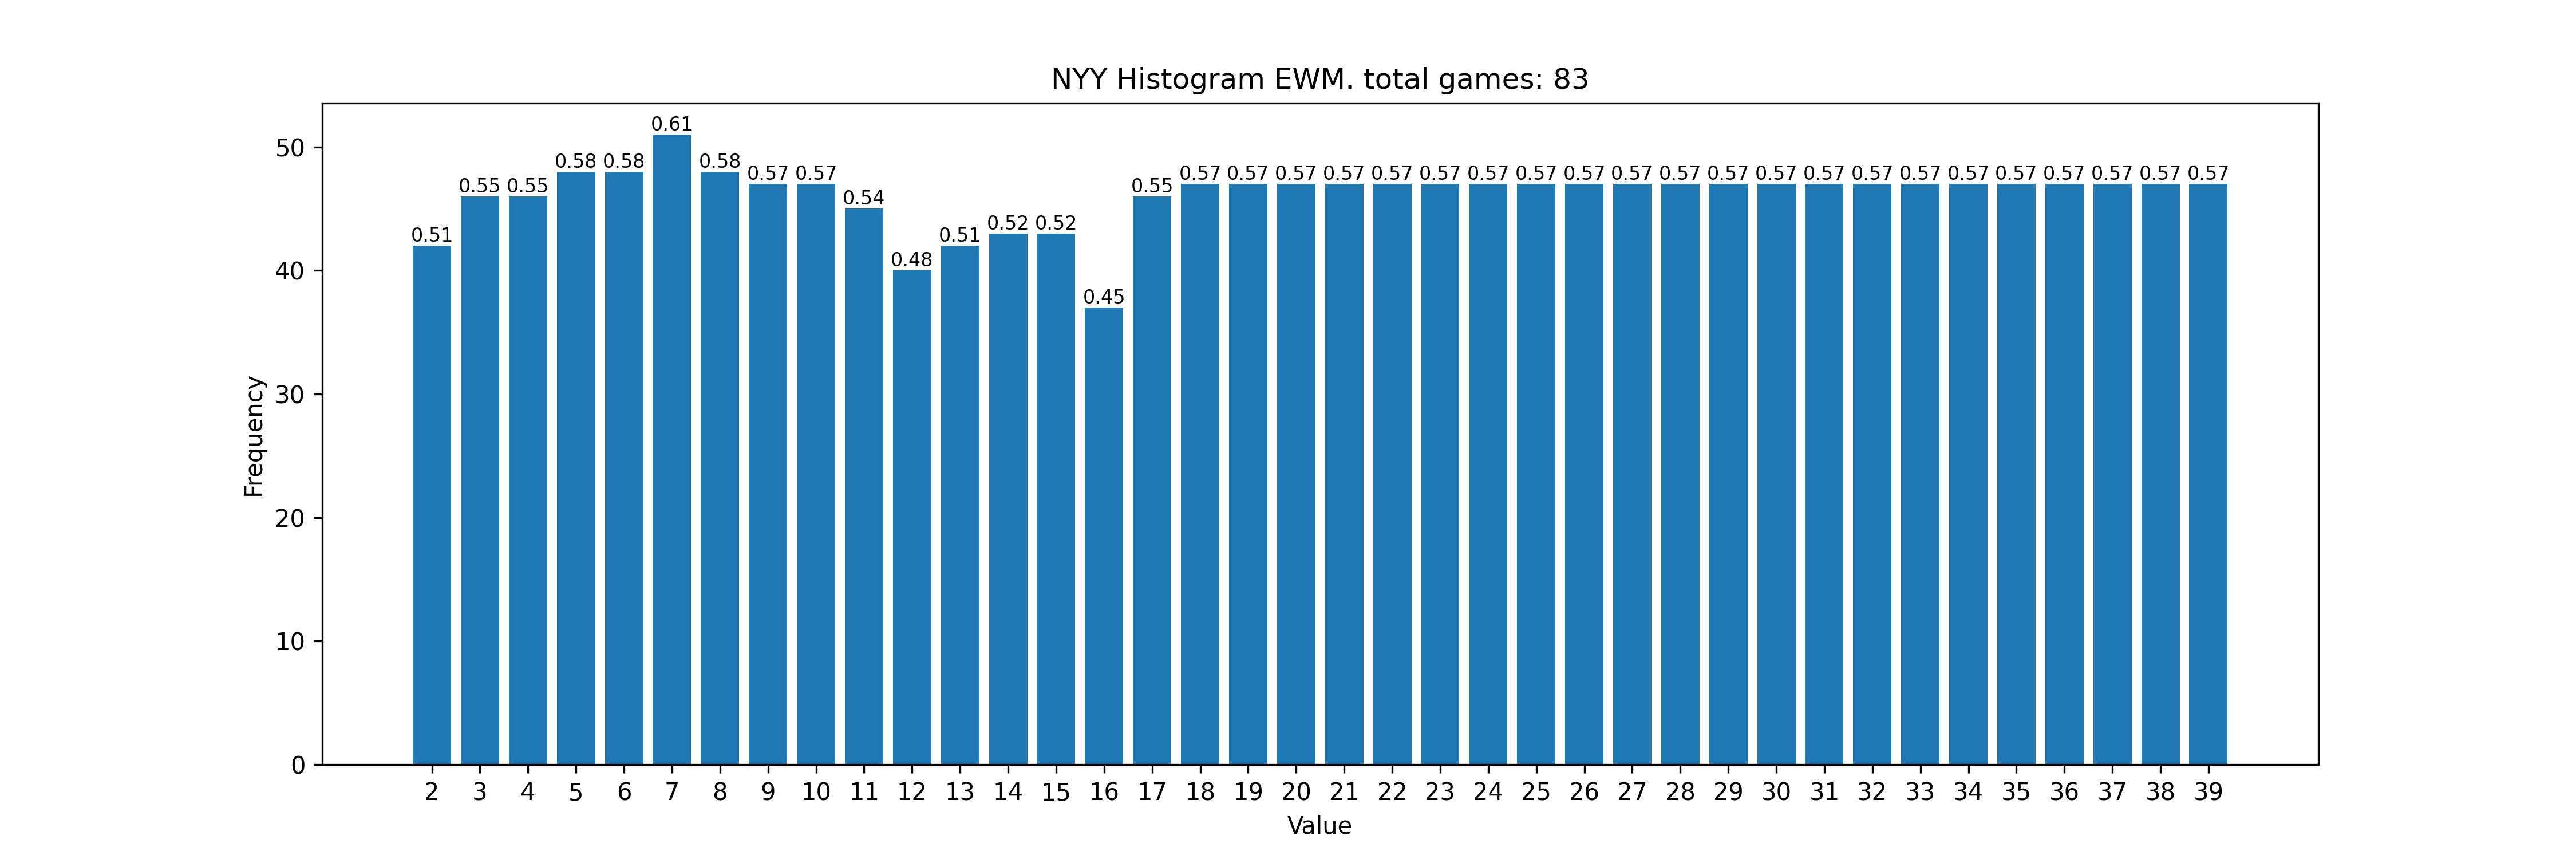 NYY Histogram EWM. total games: 83
Frequency
50
40
30
20
10
0
0.51 0.55 0.55 0.58 0.58 0.61 0.58 0.57 0.57 0.54 0.48 0.51 0.52 0.52 0.45 0.55 0.57 0.57 0.57 0.57 0.57 0.57 0.57 0.57 0.57 0.57 0.57 0.57 0.57 0.57 0.57 0.57 0.57 0.57 0.57 0.57 0.57 0.57
2 3 4 5 6 7 8 9 10 11 12 13 14 15 16 17 18 19 20 21 22 23 24 25 26 27 28 29 30 31 32 33 34 35 36 37 38 39
Value